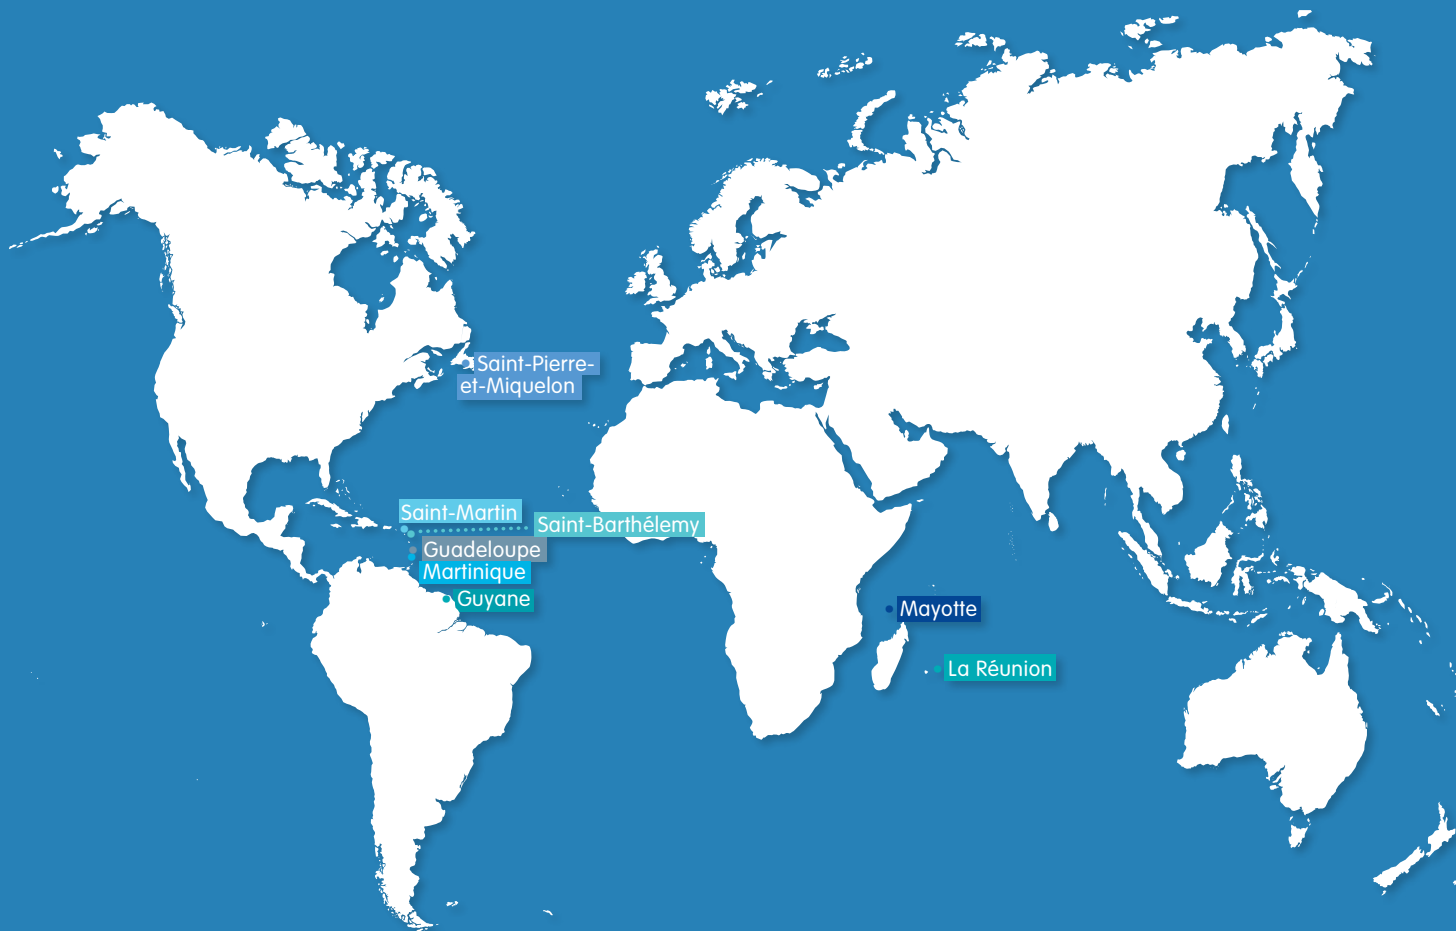 Saint-Pierre-
et-Miquelon
Saint-Martin
Saint-Barthélemy
Guadeloupe
Martinique
Guyane
Mayotte
La Réunion